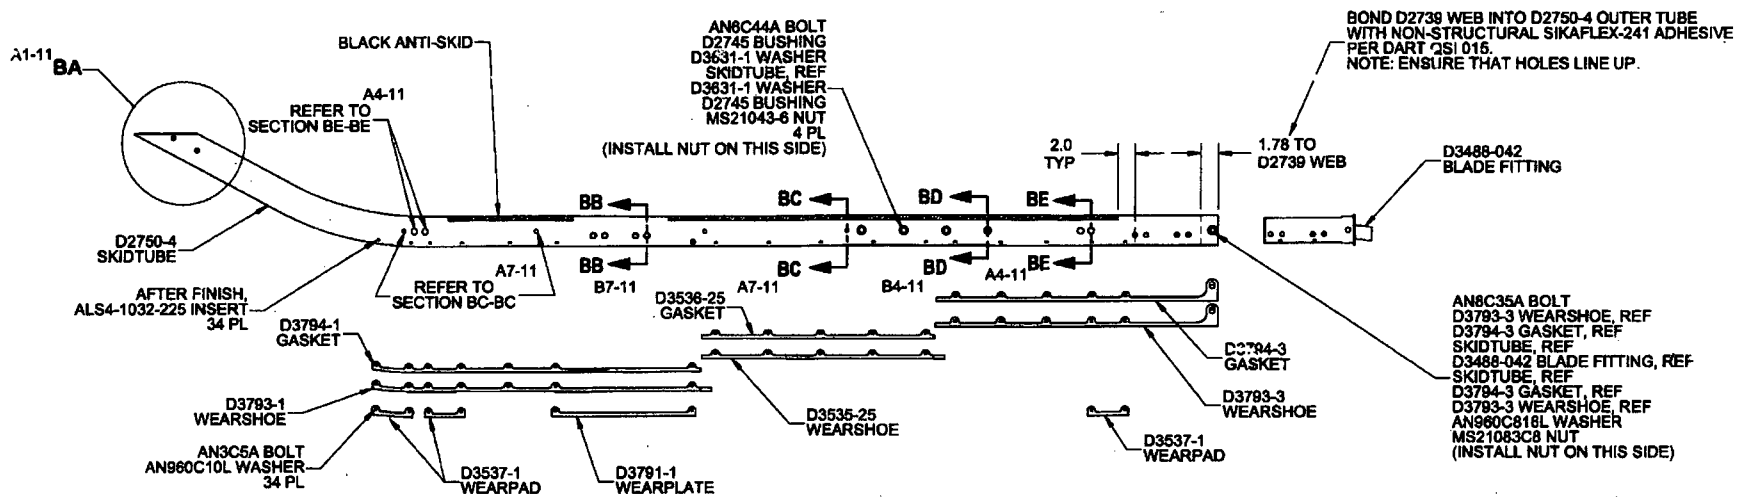 A1-11
BA
BLACK ANTI-SKID
A4-11
REFER TO
SECTION BE-BE
AN6C44A BOLT
D2745 BUSHING
D3631-1 WASHER
SKIDTUBE, REF
D3631-1 WASHER
D2745 BUSHING
MS21043-6 NUT
4 PL
(INSTALL NUT ON THIS SIDE)
BOND D2739 WEB INTO D2750-4 OUTER TUBE
WITH NON-STRUCTURAL SIKAFLEX-241 ADHESIVE
PER DART QSI 015.
NOTE: ENSURE THAT HOLES LINE UP.
2.0
TYP
1.78 TO
D2739 WEB
D3488-042
BLADE FITTING
BB
BC
BD
BE
D2750-4
SKIDTUBE
BB
BC
BD
BE
A7-11
B7-11
A7-11
B4-11
A4-11
REFER TO
SECTION BC-BC
AFTER FINISH,
ALS4-1032-225 INSERT
34 PL
D3794-1
GASKET
D3536-25
GASKET
D3794-3
GASKET
D3793-1
WEARSHOE
D3535-25
WEARSHOE
D3793-3
WEARSHOE
AN3C5A BOLT
AN960C10L WASHER
34 PL
D3537-1
WEARPAD
D3791-1
WEARPLATE
D3537-1
WEARPAD
AN8C35A BOLT
D3793-3 WEARSHOE, REF
D3794-3 GASKET, REF
SKIDTUBE, REF
D3488-042 BLADE FITTING, REF
SKIDTUBE, REF
D3794-3 GASKET, REF
D3793-3 WEARSHOE, REF
AN960C816L WASHER
MS21083C8 NUT
(INSTALL NUT ON THIS SIDE)